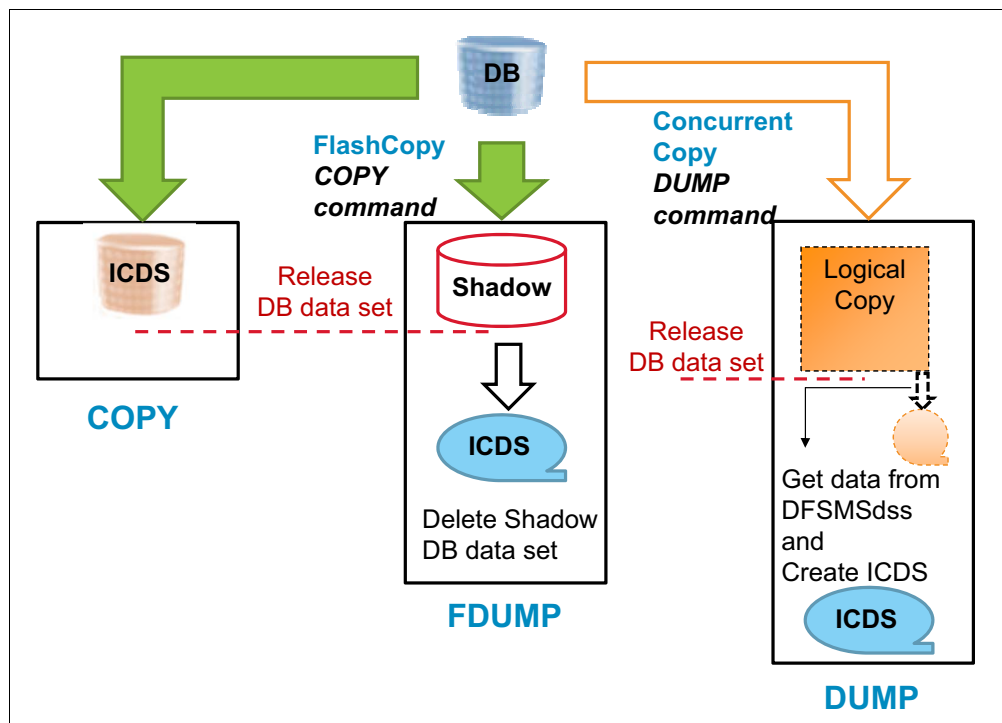 DB
FlashCopy
COPY
command
Concurrent
Copy
DUMP
command
ICDS
Release
DB data set
COPY
Shadow
ICDS
Delete Shadow
DB data set
FDUMP
Logical
Copy
Release
DB data set
Get data from
DFSMSdss
and
Create ICDS
ICDS
DUMP